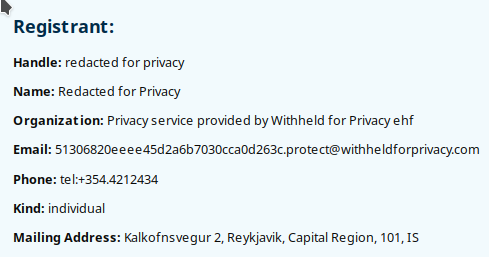 Registrant:
Handle: redacted for privacy
Name: Redacted for Privacy
Organization: Privacy service provided by Withheld for Privacy ehf
Email: 51306820eeee45d2a6b7030cca0d263c.protect@withheldforprivacy.com
Phone: tel:+354.4212434
Kind: individual
Mailing Address: Kalkofnsvegur 2, Reykjavik, Capital Region, 101, IS